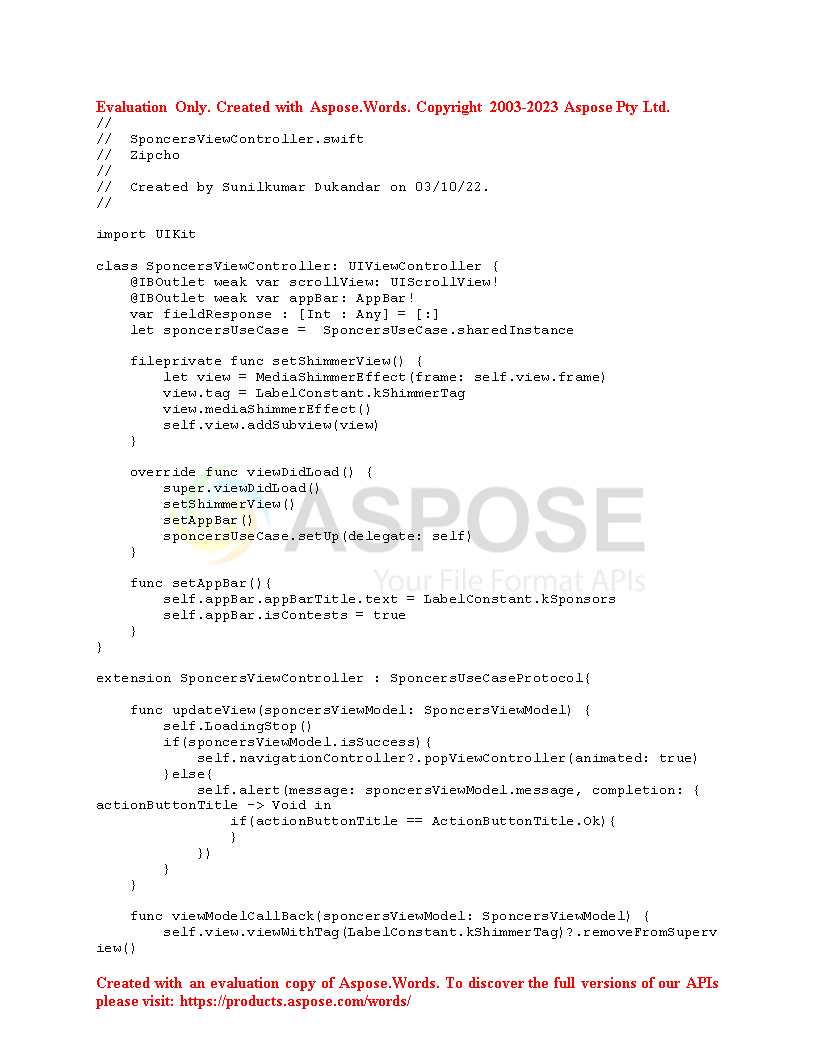 Evaluation Only. Created with Aspose.Words. Copyright 2003-2023 Aspose Pty Ltd.
//
//  SponcersViewController.swift
//  Zipcho
//
//  Created by Sunilkumar Dukandar on 03/10/22.
//

import UIKit

class SponcersViewController: UIViewController {
    @IBOutlet weak var scrollView: UIScrollView!
    @IBOutlet weak var appBar: AppBar!
    var fieldResponse : [Int : Any] = [:]
    let sponcersUseCase =  SponcersUseCase.sharedInstance

    fileprivate func setShimmerView() {
        let view = MediaShimmerEffect(frame: self.view.frame)
        view.tag = LabelConstant.kShimmerTag
        view.mediaShimmerEffect()
        self.view.addSubview(view)
    }

    override func viewDidLoad() {
        super.viewDidLoad()
        setShimmerView()
        setAppBar()
        sponcersUseCase.setUp(delegate: self)
    }
ASPOSE
Your File Format APIs

    func setAppBar(){
        self.appBar.appBarTitle.text = LabelConstant.kSponsors
        self.appBar.isContests = true
    }
}

extension SponcersViewController : SponcersUseCaseProtocol{

    func updateView(sponcersViewModel: SponcersViewModel) {
        self.LoadingStop()
        if(sponcersViewModel.isSuccess){
            self.navigationController?.popViewController(animated: true)
        }else{
            self.alert(message: sponcersViewModel.message, completion: {
actionButtonTitle -> Void in
                if(actionButtonTitle == ActionButtonTitle.Ok){
                }
            })
        }
    }

    func viewModelCallBack(sponcersViewModel: SponcersViewModel) {
        self.view.viewWithTag(LabelConstant.kShimmerTag)?.removeFromSuperv
iew()

Created with an evaluation copy of Aspose.Words. To discover the full versions of our APIs
please visit: https://products.aspose.com/words/